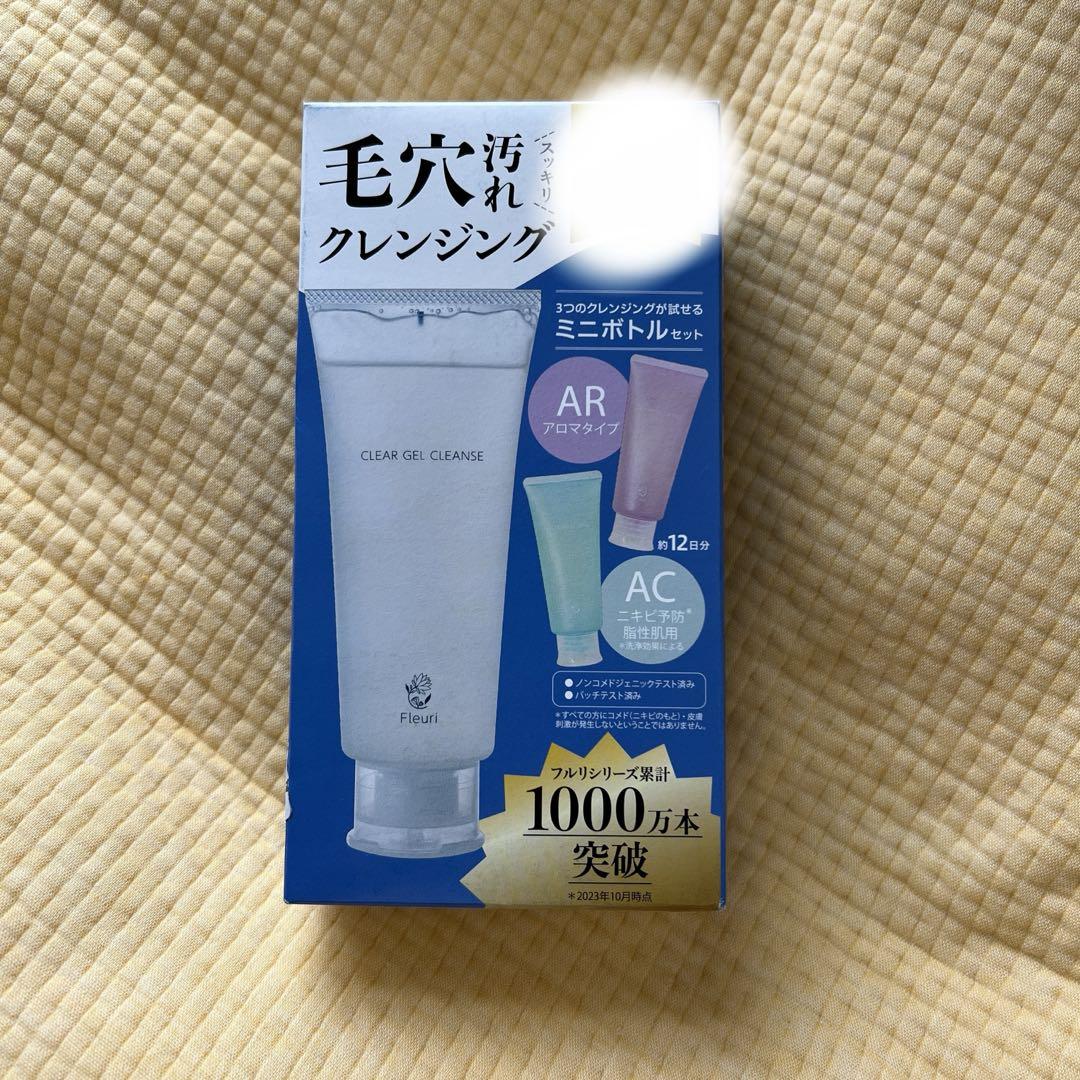 毛穴汚れ
スッキリ
クレンジング
3つのクレンジングが試せる
ミニボトルセット
AR
アロマタイプ
CLEAR GEL CLEANSE
約12日分
AC
ニキビ予防*
脂性肌用
*洗浄効果による
●ノンコメドジェニックテスト済み
●パッチテスト済み
*すべての方にコメド(ニキビのもと)・皮膚
刺激が発生しないということではありません。
Fleuri
フルリシリーズ累計
1000万本
突破
*2023年10月時点